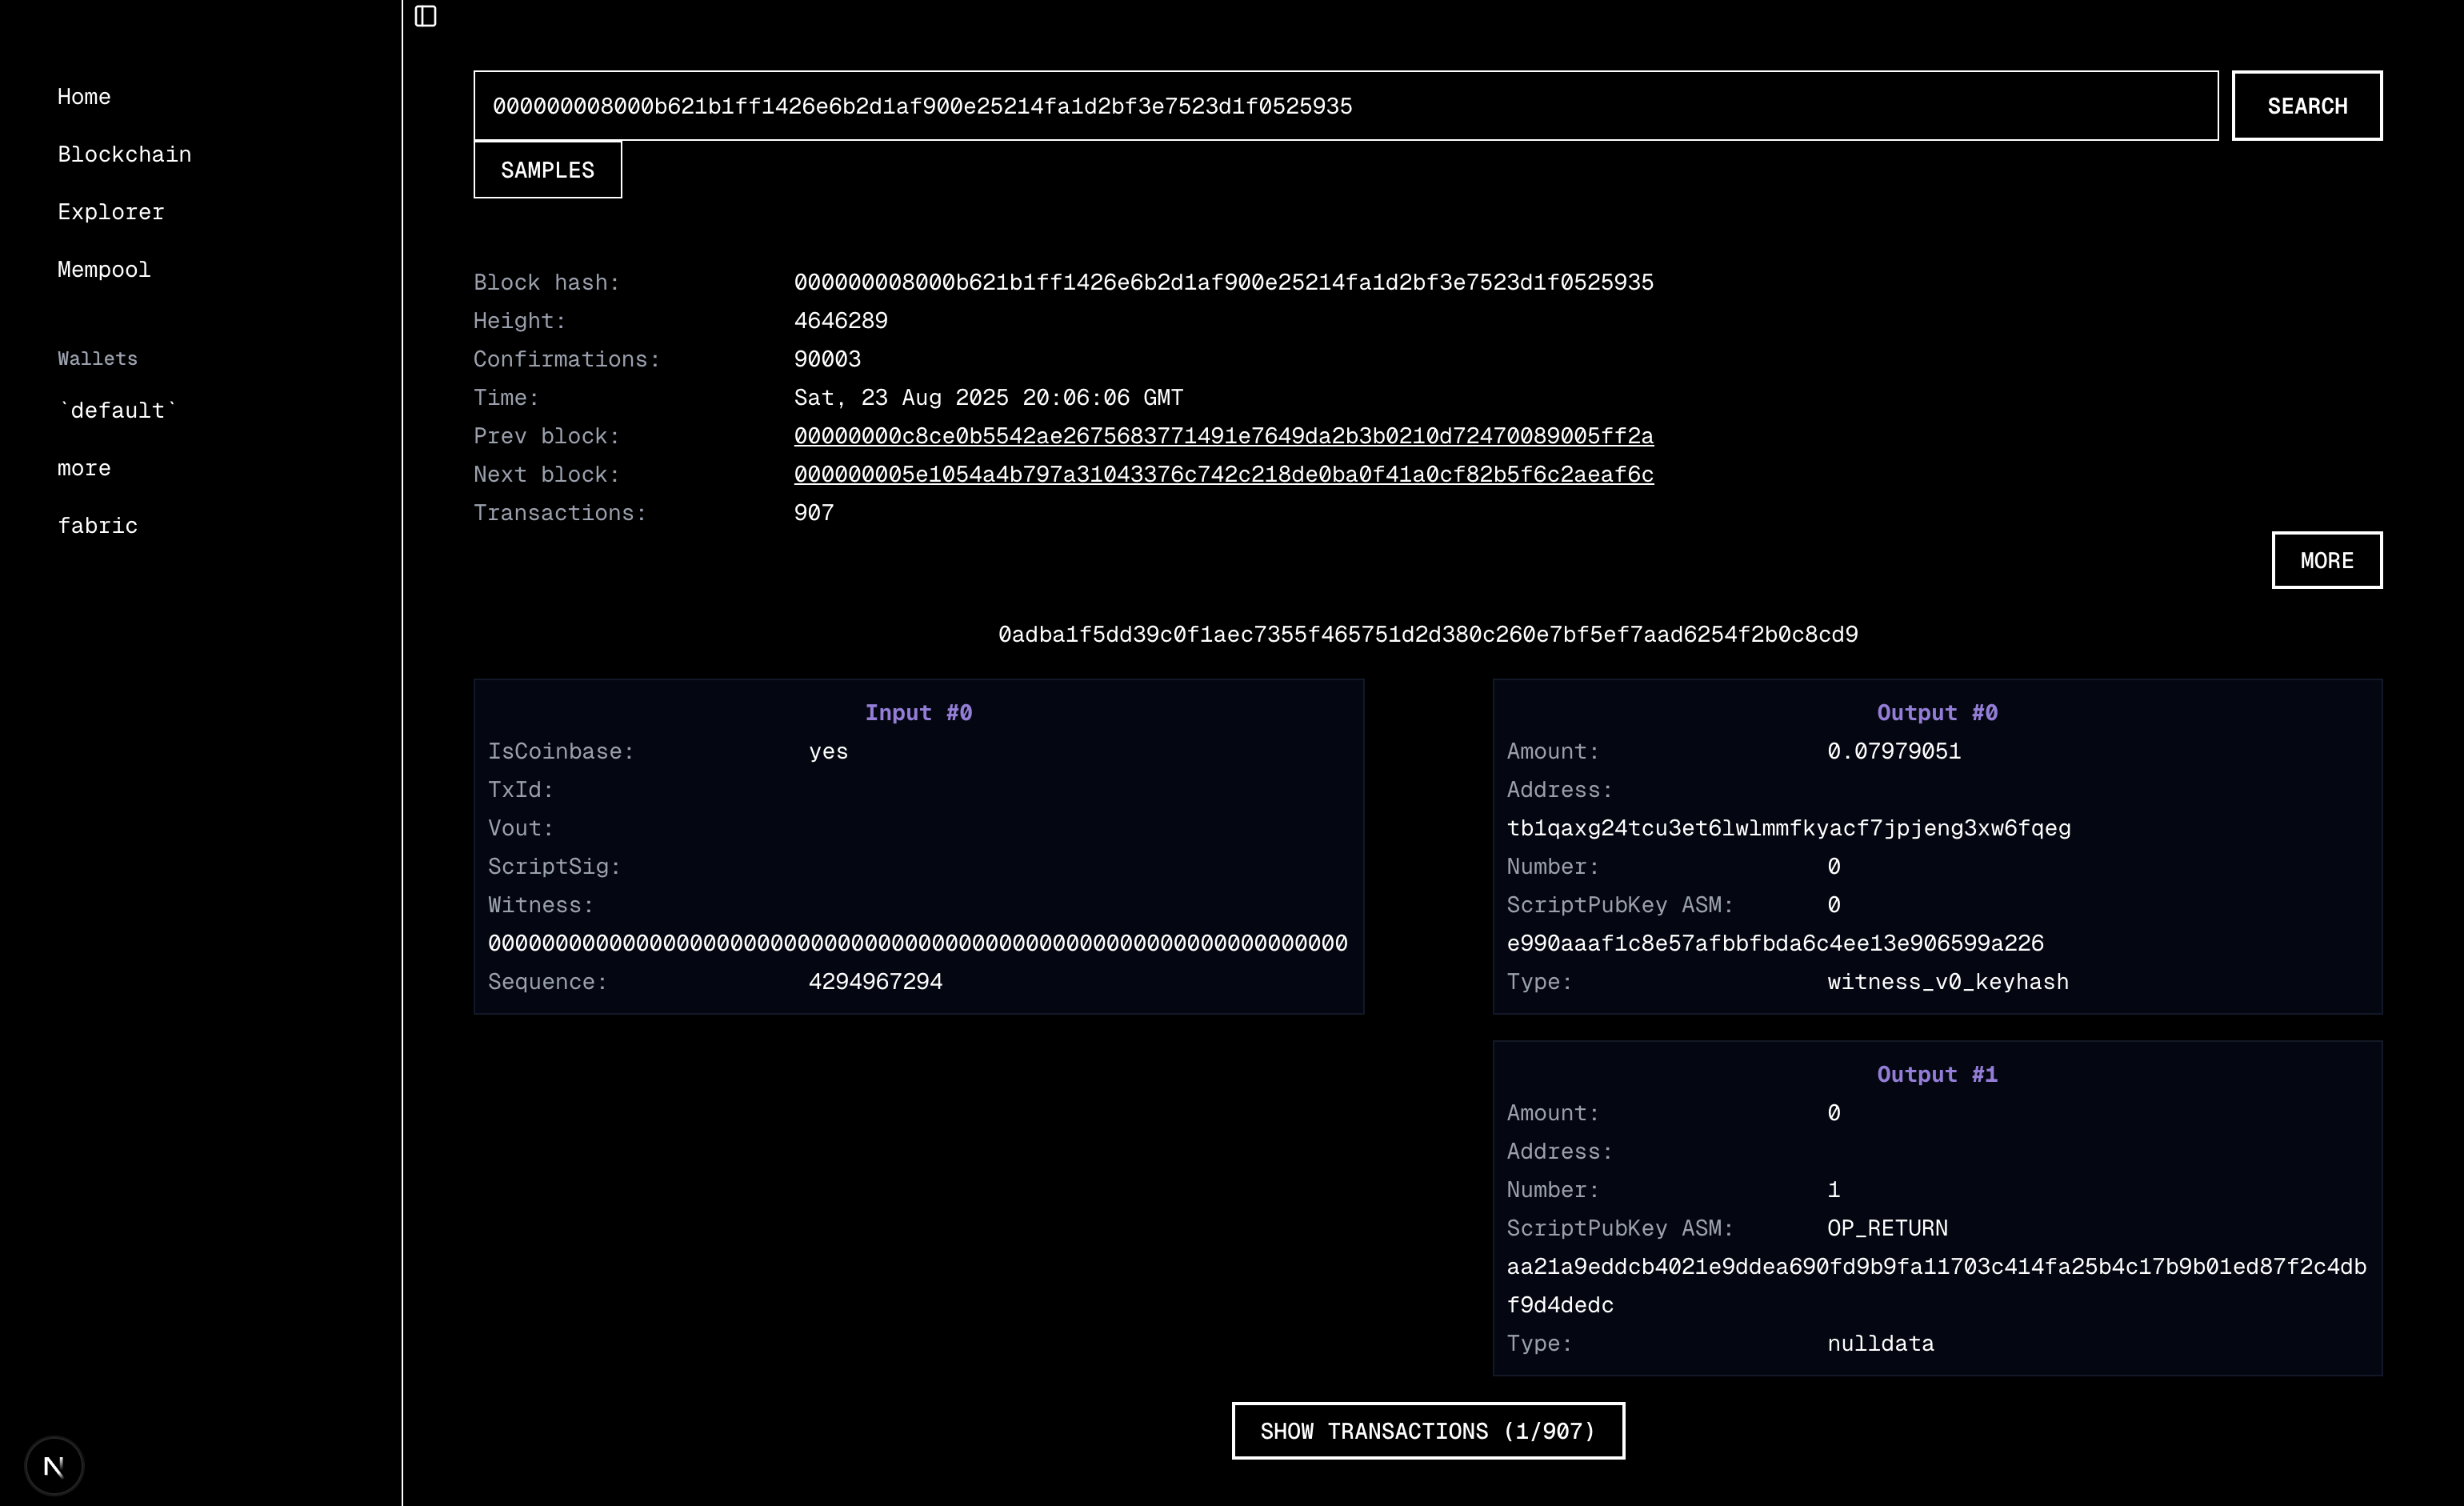 Home
Blockchain
Explorer
Mempool
Wallets
`default`
more
fabric
N
000000008000b621b1ff1426e6b2d1af900e25214fa1d2bf3e7523d1f0525935
SEARCH
SAMPLES
Block hash: 000000008000b621b1ff1426e6b2d1af900e25214fa1d2bf3e7523d1f0525935
Height: 4646289
Confirmations: 90003
Time: Sat, 23 Aug 2025 20:06:06 GMT
Prev block: 00000000c8ce0b5542ae2675683771491e7649da2b3b0210d72470089005ff2a
Next block: 000000005e1054a4b797a31043376c742c218de0ba0f41a0cf82b5f6c2aeaf6c
Transactions: 907
MORE
0adba1f5dd39c0f1aec7355f465751d2d380c260e7bf5ef7aad6254f2b0c8cd9
Input #0
IsCoinbase: yes
TxId:
Vout:
ScriptSig:
Witness:
0000000000000000000000000000000000000000000000000000000000000000
Sequence: 4294967294
Output #0
Amount: 0.07979051
Address:
tb1qaxg24tcu3et6lwlmmfkyacf7jpjeng3xw6fqeg
Number: 0
ScriptPubKey ASM: 0
e990aaaf1c8e57afbbfbda6c4ee13e906599a226
Type: witness_v0_keyhash
Output #1
Amount: 0
Address:
Number: 1
ScriptPubKey ASM: OP_RETURN
aa21a9eddcb4021e9ddea690fd9b9fa11703c414fa25b4c17b9b01ed87f2c4db
f9d4dedc
Type: nulldata
SHOW TRANSACTIONS (1/907)